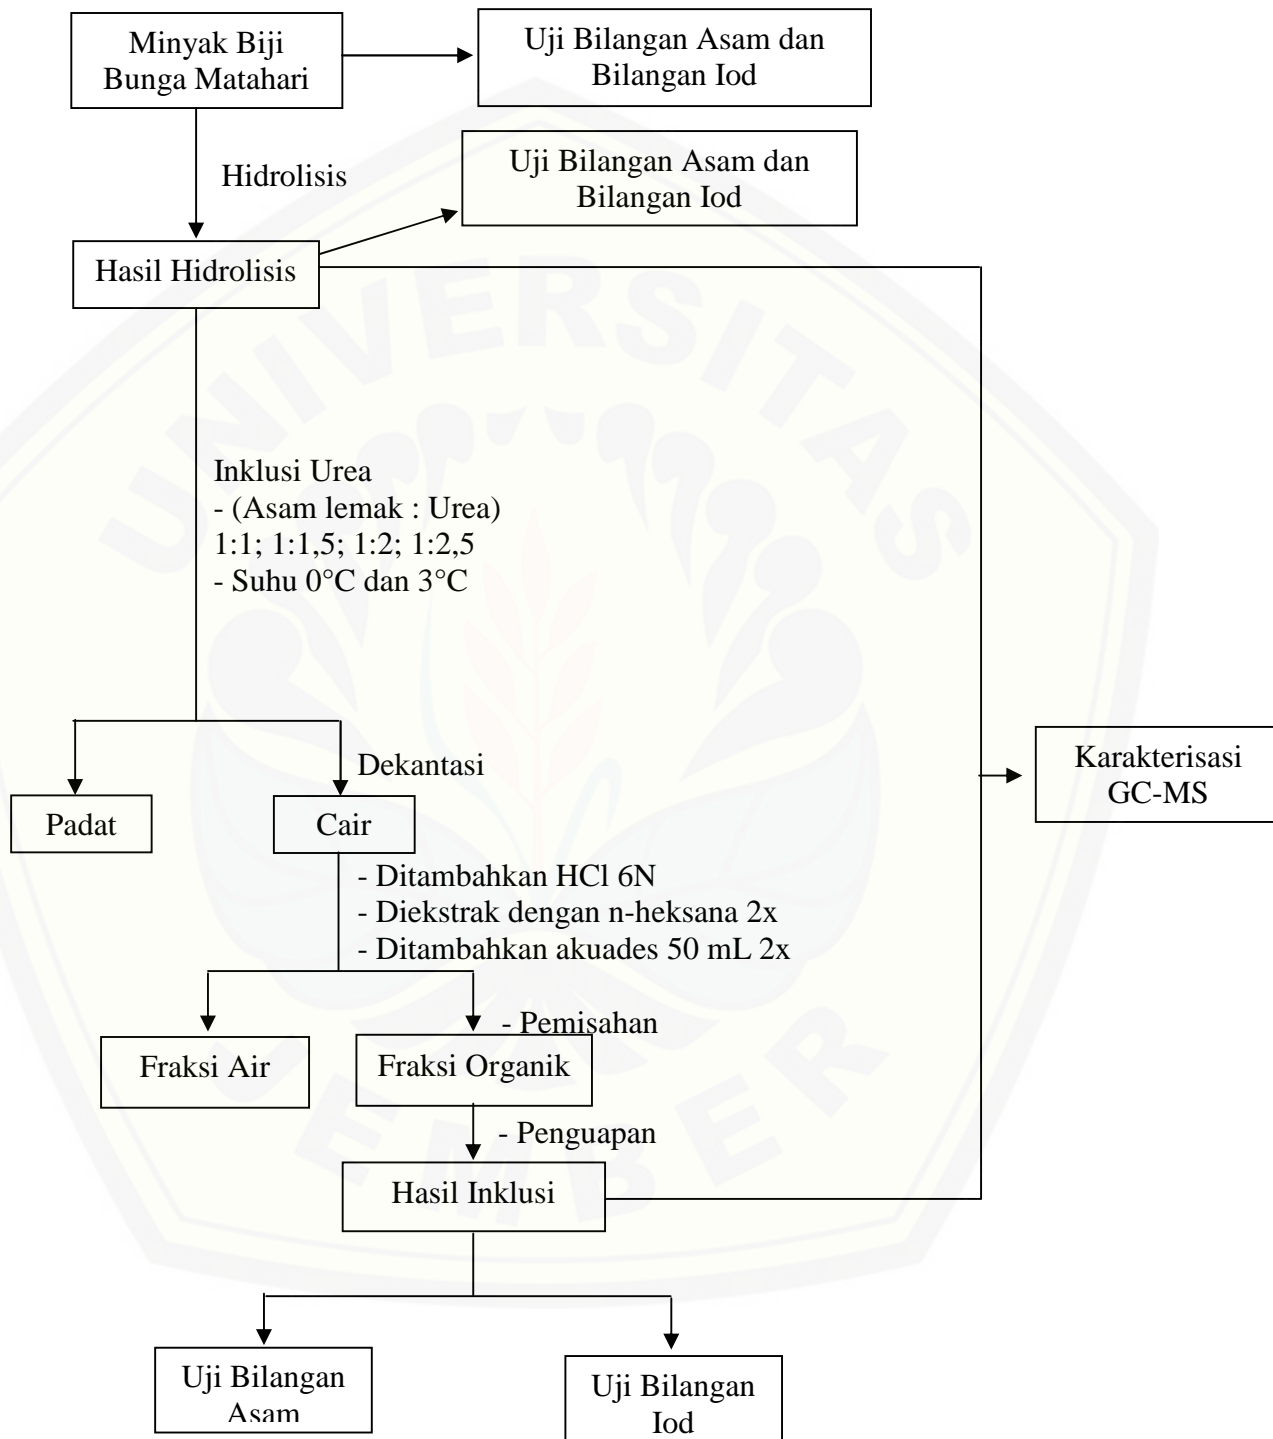 Minyak Biji
Bunga Matahari
Uji Bilangan Asam dan
Bilangan Iod
Uji Bilangan Asam dan
Bilangan Iod
Hidrolisis
Hasil Hidrolisis
Inklusi Urea
- (Asam lemak : Urea)
1:1; 1:1,5; 1:2; 1:2,5
- Suhu 0°C dan 3°C
Dekantasi
Karakterisasi
GC-MS
Padat
Cair
- Ditambahkan HCl 6N
- Diekstrak dengan n-heksana 2x
- Ditambahkan akuades 50 mL 2x
- Pemisahan
Fraksi Air
Fraksi Organik
- Penguapan
Hasil Inklusi
Uji Bilangan
Asam
Uji Bilangan
Iod
UNIVERSITAS
JEMBER